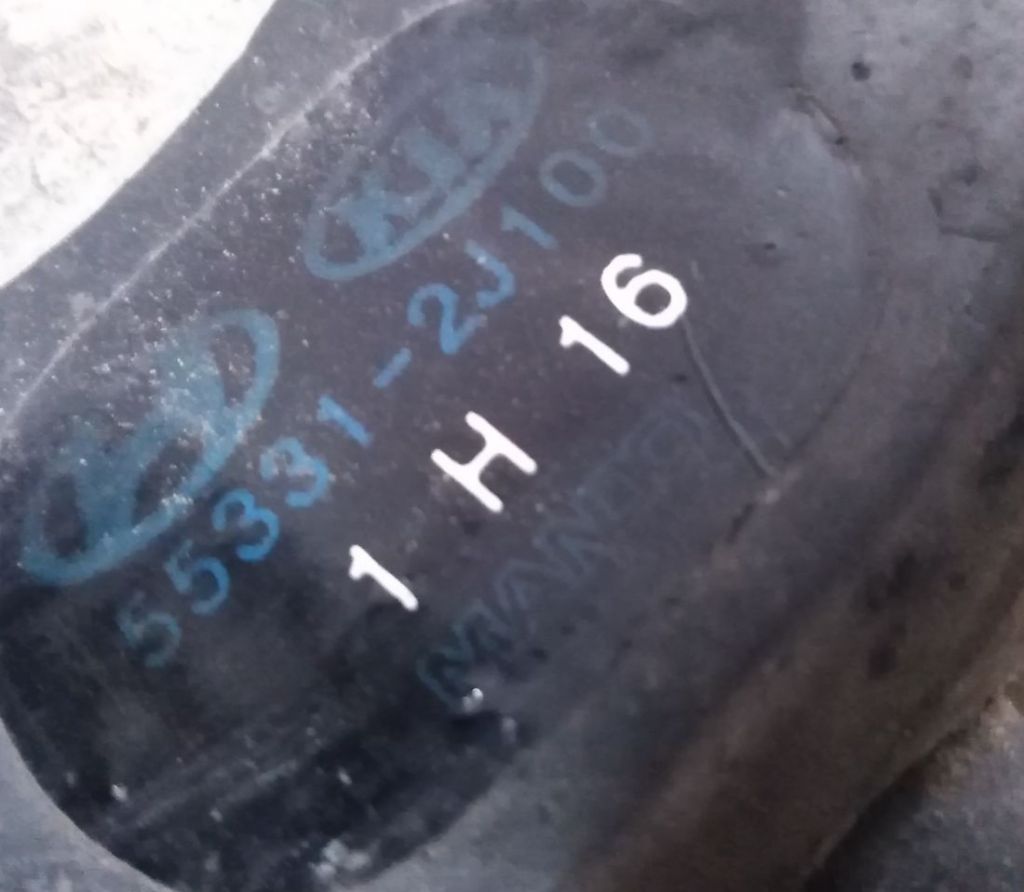 KIA
55331-2J100
1 H 16
MANDO